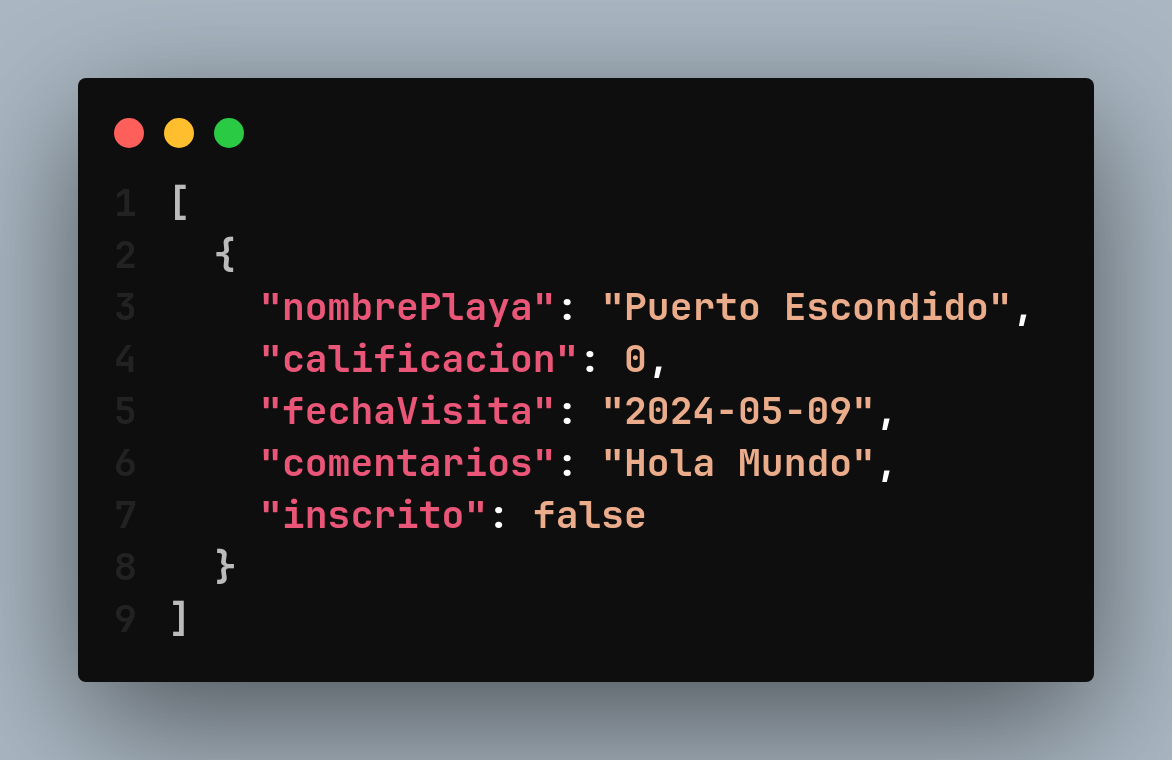 1 [
2   {
3     "nombrePlaya": "Puerto Escondido",
4     "calificacion": 0,
5     "fechaVisita": "2024-05-09",
6     "comentarios": "Hola Mundo",
7     "inscrito": false
8   }
9 ]